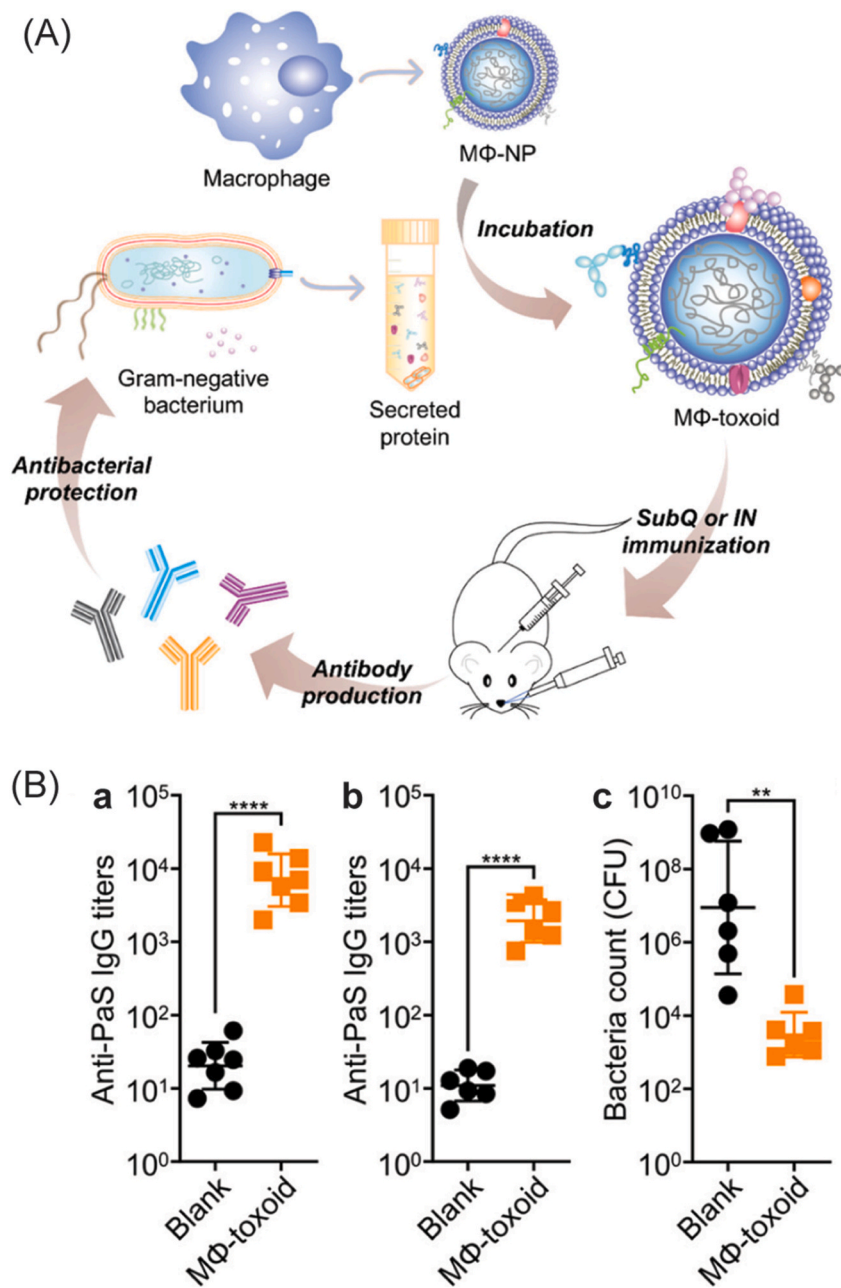 (A)
Macrophage
MΦ-NP
Incubation
Gram-negative
bacterium
Secreted
protein
MΦ-toxoid
Antibacterial
protection
SubQ or IN
immunization
Antibody
production
(B)
a
Anti-PaS IgG titers
10⁵
10⁴
10³
10²
10¹
10⁰
****
Blank
MΦ-toxoid
b
Anti-PaS IgG titers
10⁵
10⁴
10³
10²
10¹
10⁰
****
Blank
MΦ-toxoid
c
Bacteria count (CFU)
10¹⁰
10⁸
10⁶
10⁴
10²
10⁰
**
Blank
MΦ-toxoid